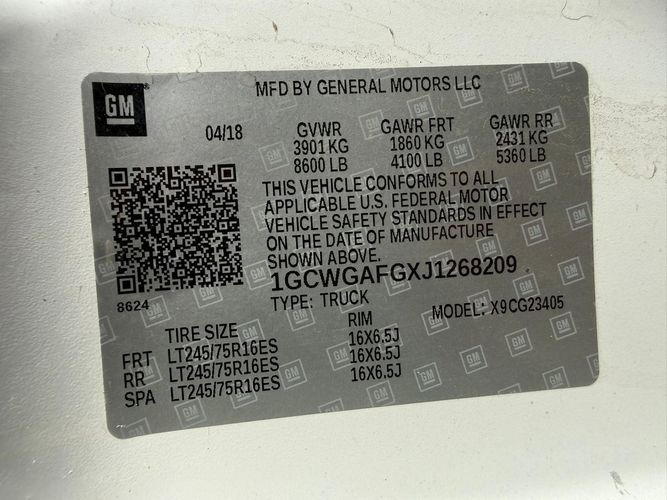 GM
MFD BY GENERAL MOTORS LLC
04/18 GVWR GAWR FRT GAWR RR
3901 KG 1860 KG 2431 KG
8600 LB 4100 LB 5360 LB
THIS VEHICLE CONFORMS TO ALL
APPLICABLE U.S. FEDERAL MOTOR
VEHICLE SAFETY STANDARDS IN EFFECT
ON THE DATE OF MANUFACTURE
SHOWN ABOVE.
1GCWGAFGXJ1268209
8624
TYPE: TRUCK MODEL: X9CG23405
TIRE SIZE RIM
FRT LT245/75R16ES 16X6.5J
RR LT245/75R16ES 16X6.5J
SPA LT245/75R16ES 16X6.5J